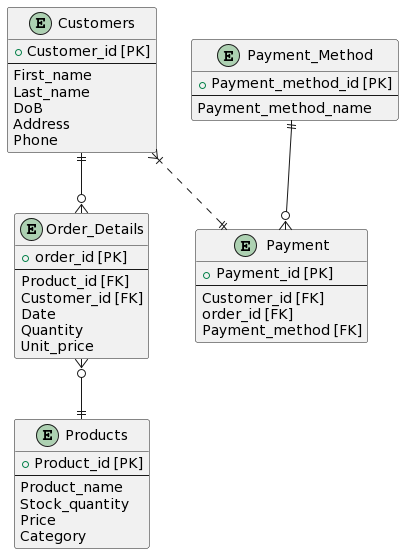 E Customers
Customer_id [PK]
First_name
Last_name
DoB
Address
Phone
E Payment_Method
Payment_method_id [PK]
Payment_method_name
E Order_Details
order_id [PK]
Product_id [FK]
Customer_id [FK]
Date
Quantity
Unit_price
E Payment
Payment_id [PK]
Customer_id [FK]
order_id [FK]
Payment_method [FK]
E Products
Product_id [PK]
Product_name
Stock_quantity
Price
Category